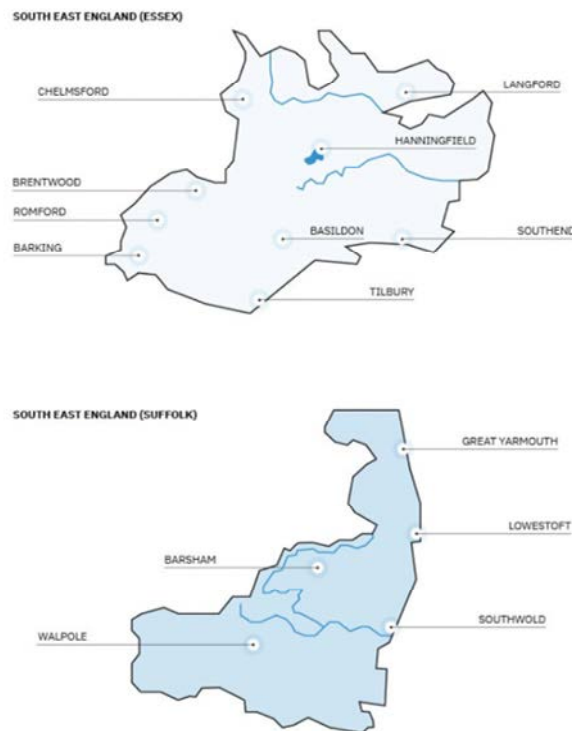 SOUTH EAST ENGLAND (ESSEX)
CHELMSFORD
LANGFORD
HANNINGFIELD
BRENTWOOD
ROMFORD
BASILDON
SOUTHEND
BARKING
TILBURY
SOUTH EAST ENGLAND (SUFFOLK)
GREAT YARMOUTH
LOWESTOFT
BARSHAM
SOUTHWOLD
WALPOLE